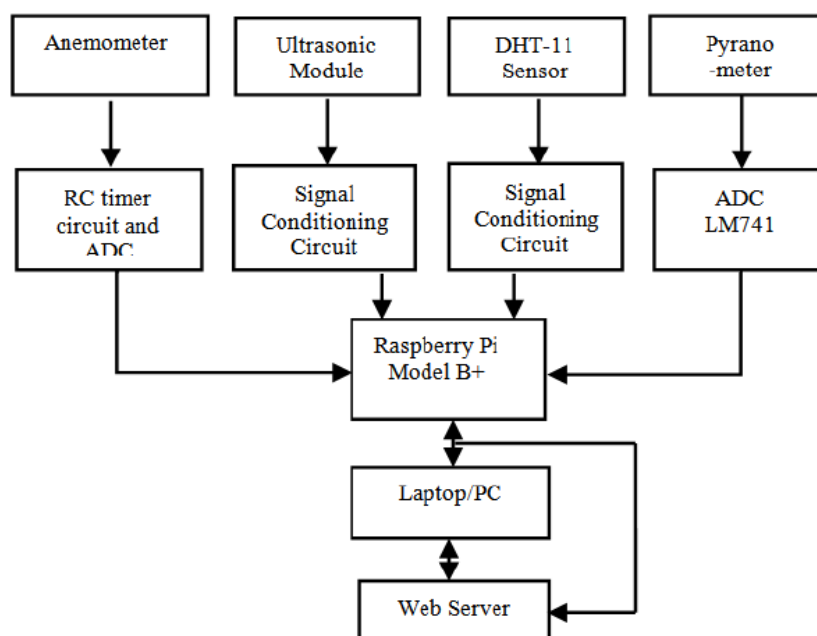 Anemometer
Ultrasonic
Module
DHT-11
Sensor
Pyrano
-meter
RC timer
circuit and
ADC
Signal
Conditioning
Circuit
Signal
Conditioning
Circuit
ADC
LM741
Raspberry Pi
Model B+
Laptop/PC
Web Server